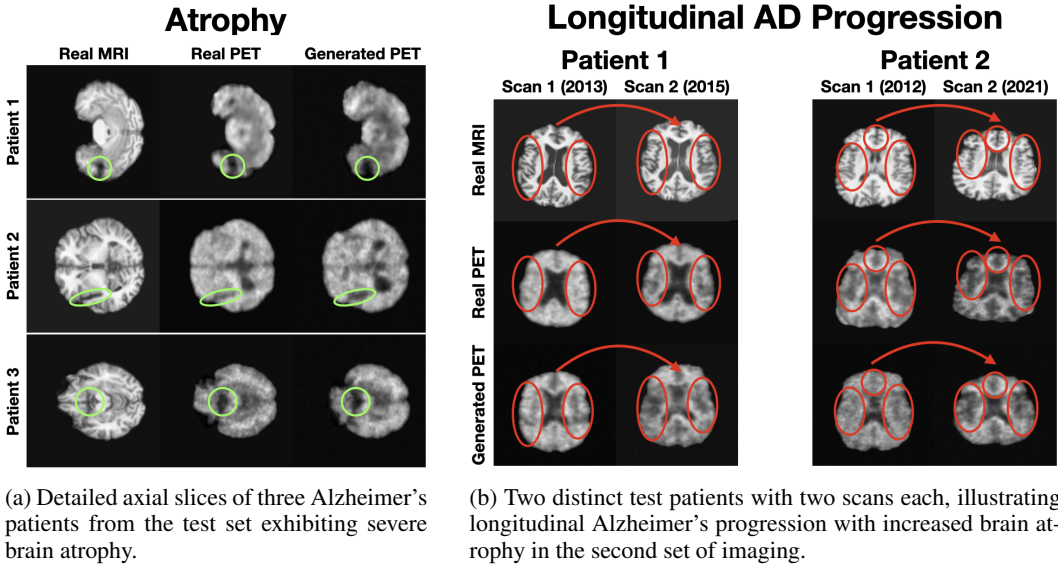 Atrophy
Real MRI Real PET Generated PET
Patient 1
Patient 2
Patient 3
(a) Detailed axial slices of three Alzheimer's
patients from the test set exhibiting severe
brain atrophy.
Longitudinal AD Progression
Patient 1 Patient 2
Scan 1 (2013) Scan 2 (2015) Scan 1 (2012) Scan 2 (2021)
Real MRI
Real PET
Generated PET
(b) Two distinct test patients with two scans each, illustrating
longitudinal Alzheimer's progression with increased brain at-
rophy in the second set of imaging.